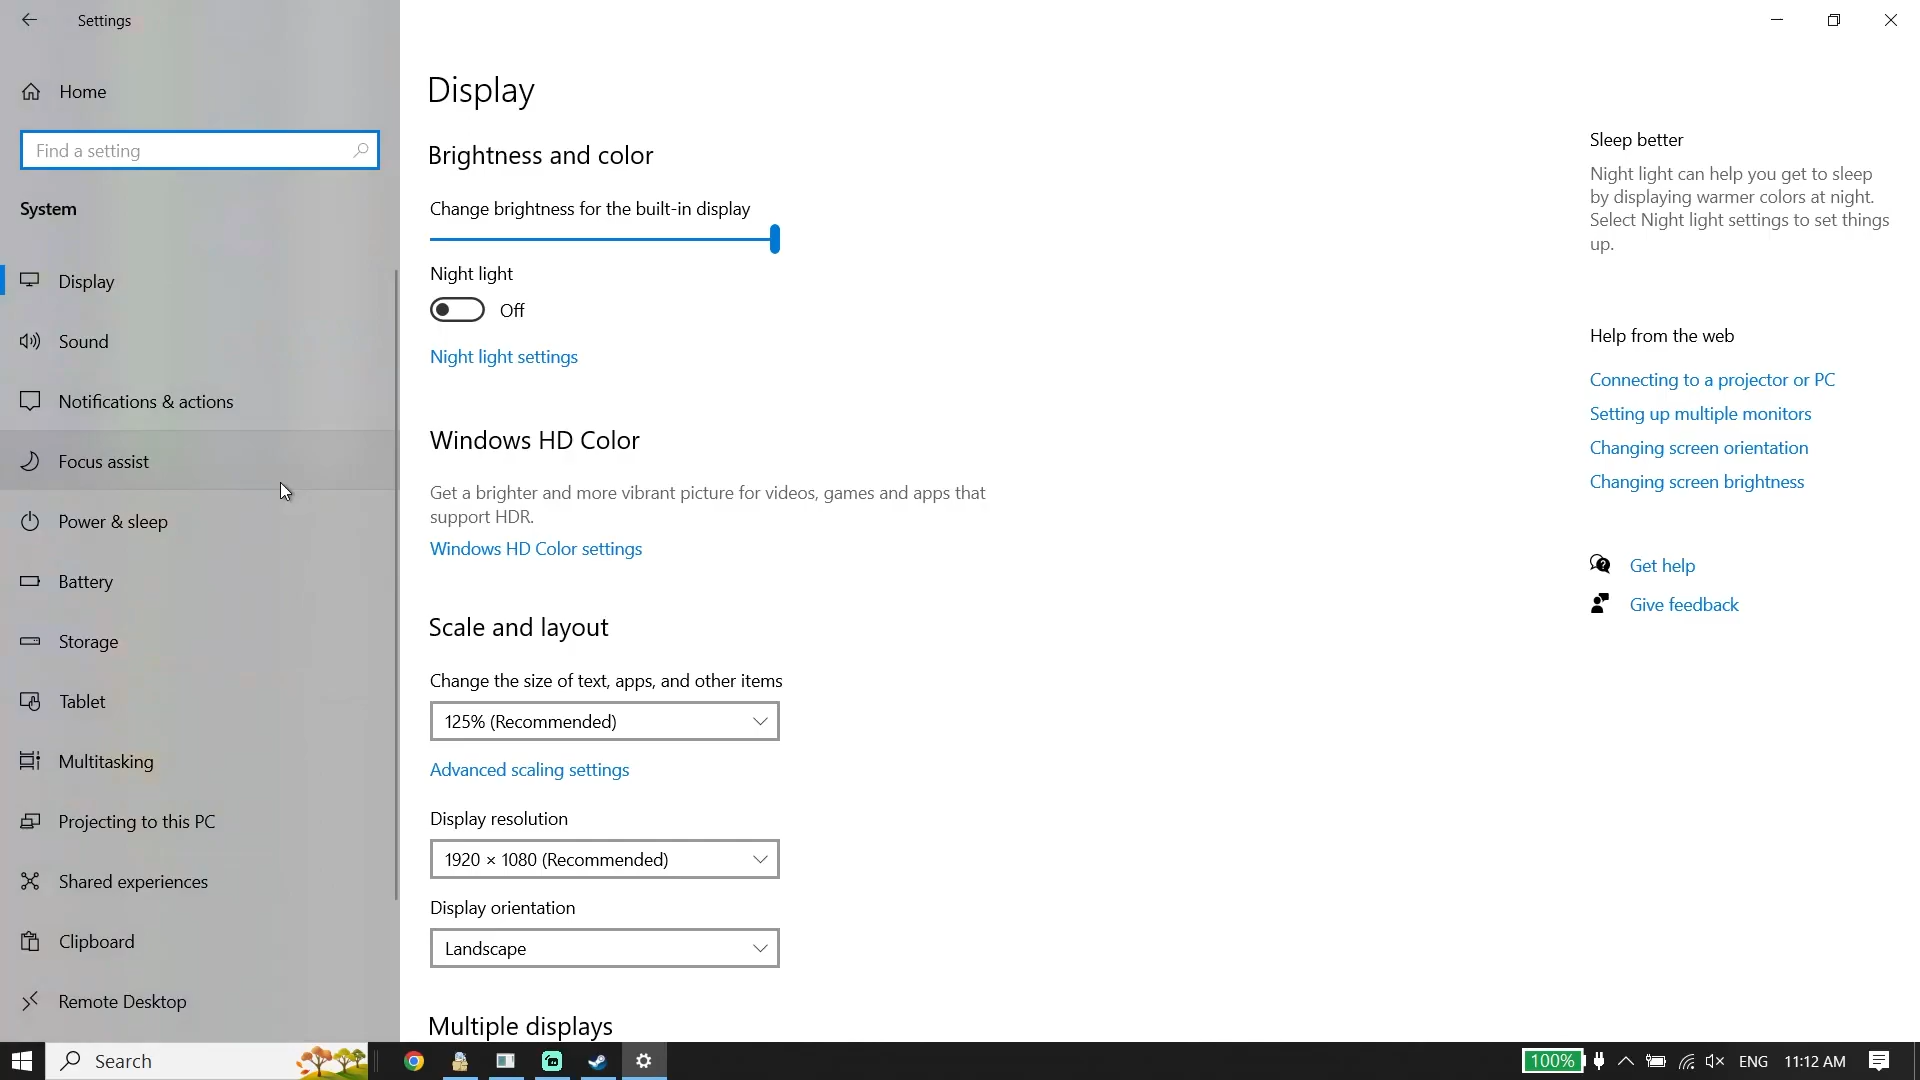 Settings
Home
Find a setting
System
Display
Sound
Notifications & actions
Focus assist
Power & sleep
Battery
Storage
Tablet
Multitasking
Projecting to this PC
Shared experiences
Clipboard
Remote Desktop
Display
Brightness and color
Change brightness for the built-in display
Night light
Off
Night light settings
Windows HD Color
Get a brighter and more vibrant picture for videos, games and apps that
support HDR.
Windows HD Color settings
Scale and layout
Change the size of text, apps, and other items
125% (Recommended)
Advanced scaling settings
Display resolution
1920 × 1080 (Recommended)
Display orientation
Landscape
Multiple displays
Sleep better
Night light can help you get to sleep
by displaying warmer colors at night.
Select Night light settings to set things
up.
Help from the web
Connecting to a projector or PC
Setting up multiple monitors
Changing screen orientation
Changing screen brightness
Get help
Give feedback
Search
100%
ENG
11:12 AM